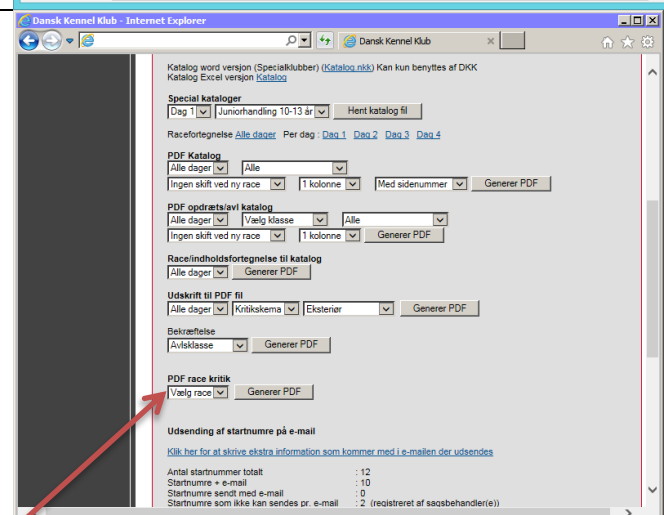 Dansk Kennel Klub - Internet Explorer
Dansk Kennel Klub
Katalog word versjon (Specialklubber) (Katalog.nkk) Kan kun benyttes af DKK
Katalog Excel versjon Katalog
Special kataloger
Dag 1 Juniorhandling 10-13 år Hent katalog fil
Racefortegnelse Alle dager Per dag : Dag 1 Dag 2 Dag 3 Dag 4
PDF Katalog
Alle dager Alle
Ingen skift ved ny race 1 kolonne Med sidenummer Generer PDF
PDF opdræts/avl katalog
Alle dager Vælg klasse Alle
Ingen skift ved ny race 1 kolonne Generer PDF
Race/indholdsfortegnelse til katalog
Alle dager Generer PDF
Udskrift til PDF fil
Alle dager Kritikskema Eksteriør Generer PDF
Bekræftelse
Avlsklasse Generer PDF
PDF race kritik
Vælg race Generer PDF
Udsending af startnumre på e-mail
Klik her for at skrive ekstra information som kommer med i e-mailen der udsendes
Antal startnummer totalt : 12
Startnumre + e-mail : 10
Startnumre sendt med e-mail : 0
Startnumre som ikke kan sendes pr. e-mail : 2 (registreret af sagsbehandler(e))